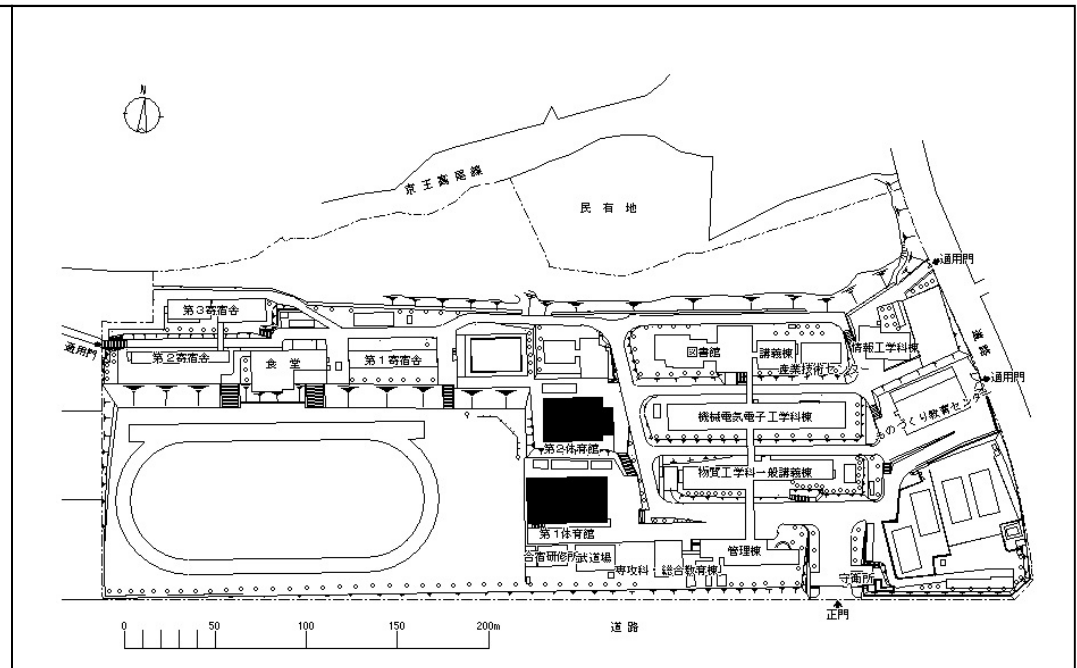 N
京王高尾線
民有地
通用門
道路
第3寄宿舎
通用門
第2寄宿舎
食堂
第1寄宿舎
図書館
講義棟
情報工学科棟
産業技術センター
通用門
ものづくり教育センター
機械電気電子工学科棟
第2体育館
物質工学科一般講義棟
第1体育館
合宿研修所
武道場
専攻科・総合教育棟
管理棟
守衛所
正門
0 50 100 150 200m
道路